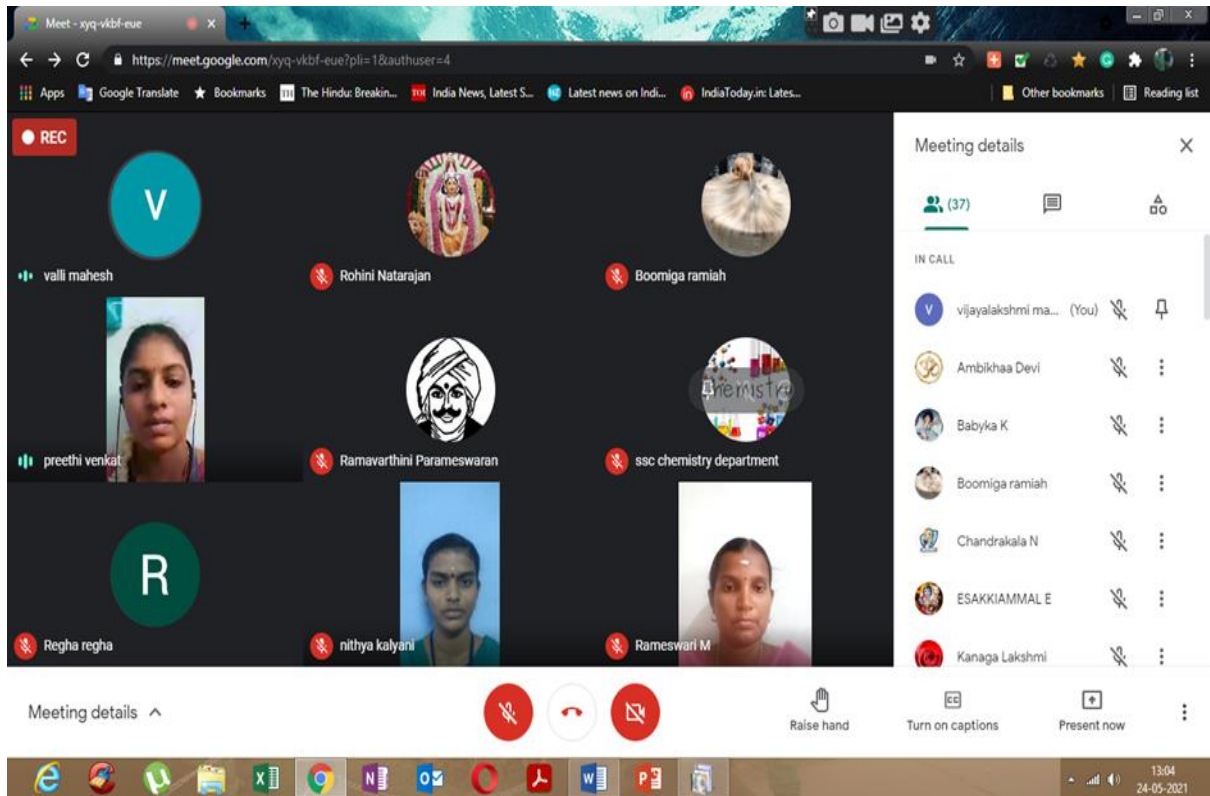 Meet - xyq-vkbf-eue
https://meet.google.com/xyq-vkbf-eue?pli=1&authuser=4
Apps Google Translate Bookmarks The Hindu: Breakin... India News, Latest S... Latest news on Indi... IndiaToday.in: Lates... Other bookmarks Reading list
REC
V
valli mahesh
Rohini Natarajan
Boomiga ramiah
preethi venkat
Ramavarthini Parameswaran
chemistry
ssc chemistry department
R
Regha regha
nithya kalyani
Rameswari M
Meeting details
(37)
IN CALL
V vijayalakshmi ma... (You)
Ambikhaa Devi
Babyka K
Boomiga ramiah
Chandrakala N
ESAKKIAMMAL E
Kanaga Lakshmi
Meeting details
Raise hand
CC
Turn on captions
Present now
13:04
24-05-2021